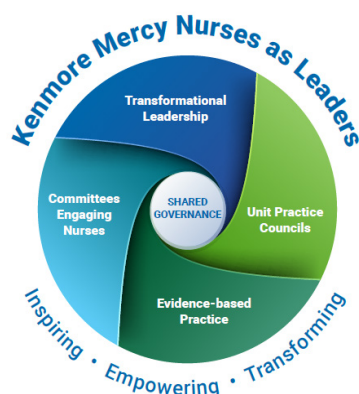 Kenmore Mercy Nurses as Leaders
Transformational
Leadership
Committees
Engaging
Nurses
SHARED
GOVERNANCE
Unit Practice
Councils
Evidence-based
Practice
Inspiring • Empowering • Transforming